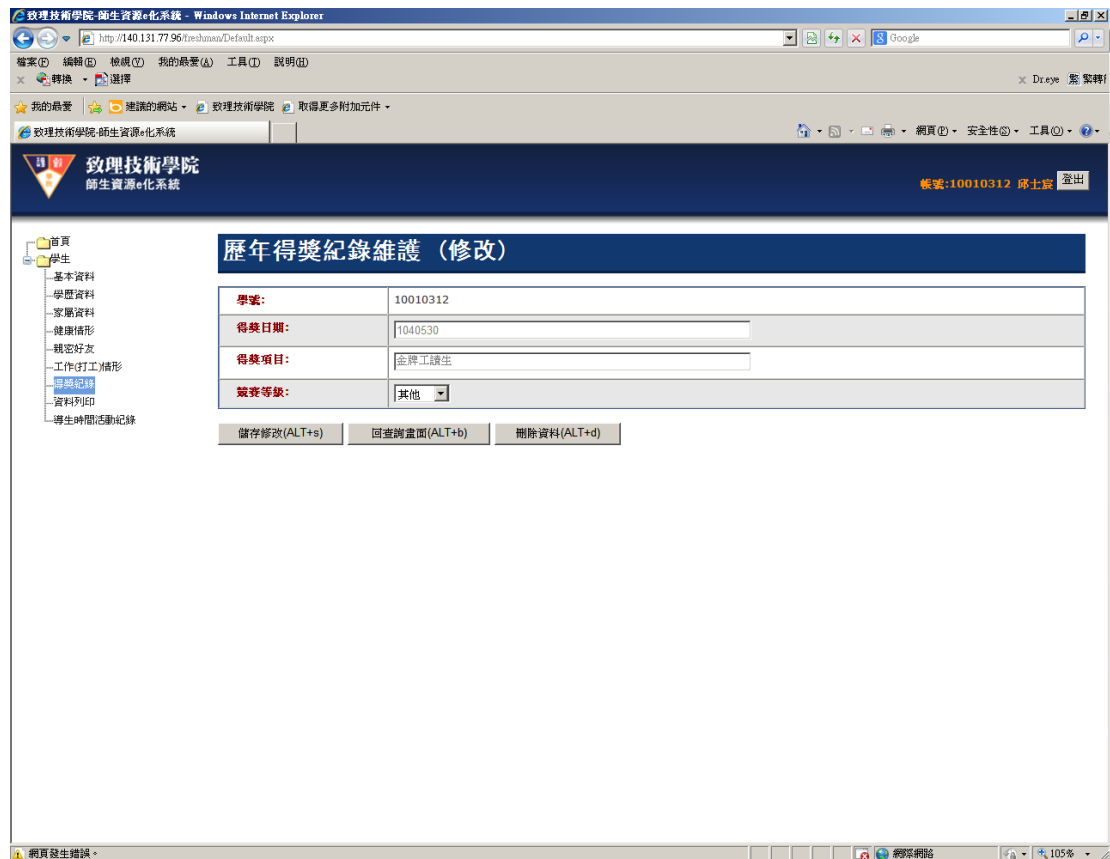 致理技術學院-師生資源e化系統 - Windows Internet Explorer
http://140.131.77.96/freshman/Default.aspx
Google
檔案(F) 編輯(E) 檢視(V) 我的最愛(A) 工具(T) 說明(H)
轉換 選擇
Dr.eye 繁 繁轉
我的最愛 建議的網站 致理技術學院 取得更多附加元件
致理技術學院-師生資源e化系統
網頁(P) 安全性(S) 工具(O)
致理技術學院
師生資源e化系統
帳號:10010312 邱士宸 登出
首頁
學生
基本資料
學歷資料
家屬資料
健康情形
親密好友
工作(打工)情形
得獎紀錄
資料列印
導生時間活動紀錄
歷年得獎紀錄維護 (修改)
學號: 10010312
得獎日期: 1040530
得獎項目: 金牌工讀生
競賽等級: 其他
儲存修改(ALT+s) 回查詢畫面(ALT+b) 刪除資料(ALT+d)
網頁發生錯誤。
網際網路
105%